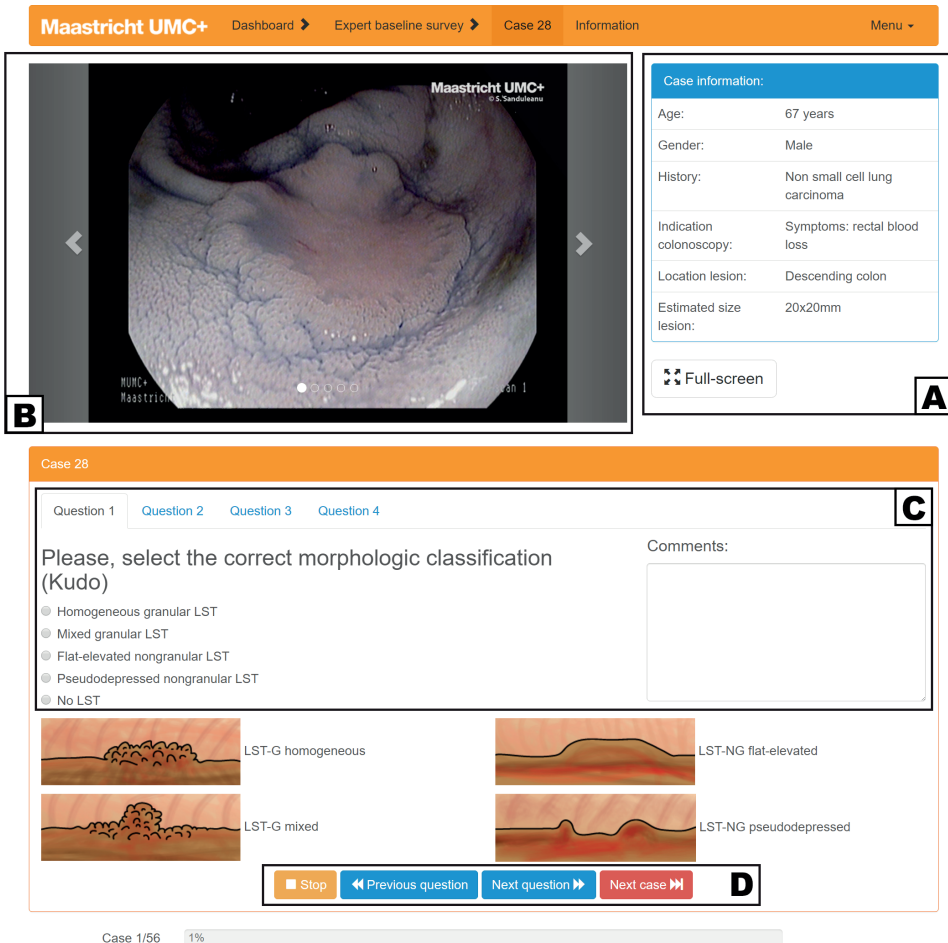 Maastricht UMC+ Dashboard Expert baseline survey Case 28 Information Menu
Maastricht UMC+
© S.Sanduleanu
MUMC+
Maastric
an 1
B
Case information:
Age: 67 years
Gender: Male
History: Non small cell lung
carcinoma
Indication Symptoms: rectal blood
colonoscopy: loss
Location lesion: Descending colon
Estimated size 20x20mm
lesion:
Full-screen
A
Case 28
Question 1 Question 2 Question 3 Question 4
C
Please, select the correct morphologic classification
(Kudo)
Homogeneous granular LST
Mixed granular LST
Flat-elevated nongranular LST
Pseudodepressed nongranular LST
No LST
Comments:
LST-G homogeneous LST-NG flat-elevated
LST-G mixed LST-NG pseudodepressed
Stop Previous question Next question Next case D
Case 1/56 1%